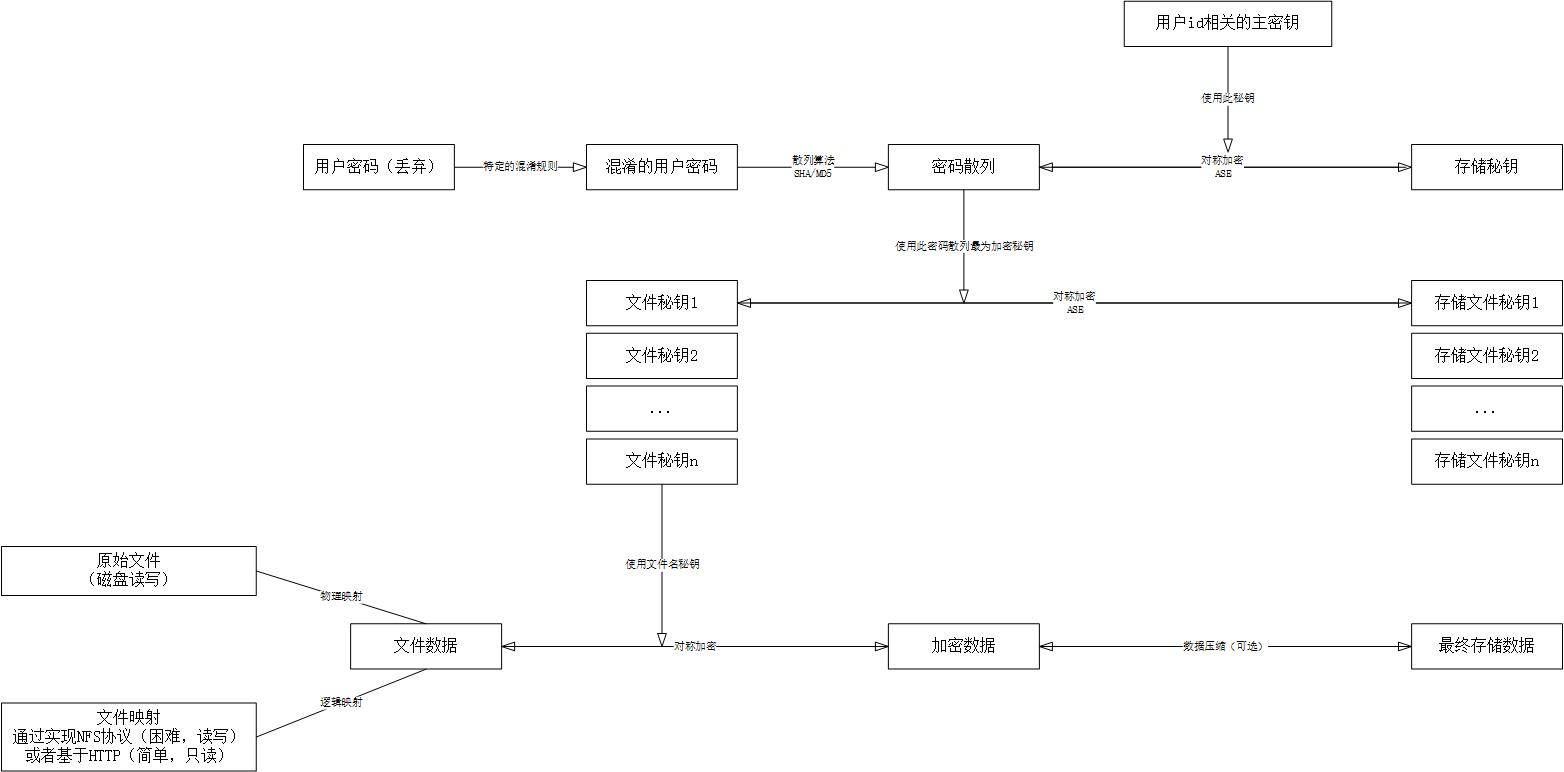 用户id相关的主密钥
使用此秘钥
用户密码（丢弃）
特定的混淆规则
混淆的用户密码
散列算法
SHA/MD5
密码散列
对称加密
ASE
存储秘钥
使用此密码散列最为加密秘钥
文件秘钥1
对称加密
ASE
存储文件秘钥1
文件秘钥2
存储文件秘钥2
...
...
文件秘钥n
存储文件秘钥n
使用文件名秘钥
原始文件
（磁盘读写）
物理映射
文件数据
对称加密
加密数据
数据压缩（可选）
最终存储数据
逻辑映射
文件映射
通过实现NFS协议（困难，读写）
或者基于HTTP（简单，只读）